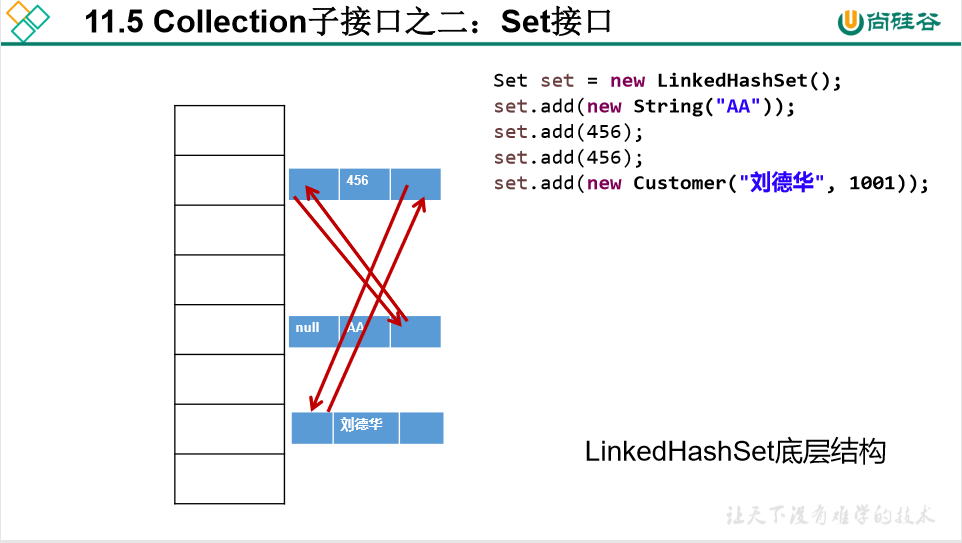 11.5 Collection子接口之二：Set接口
尚硅谷
Set set = new LinkedHashSet();
set.add(new String("AA"));
set.add(456);
set.add(456);
set.add(new Customer("刘德华", 1001));
456
null AA
刘德华
LinkedHashSet底层结构
让天下没有难学的技术